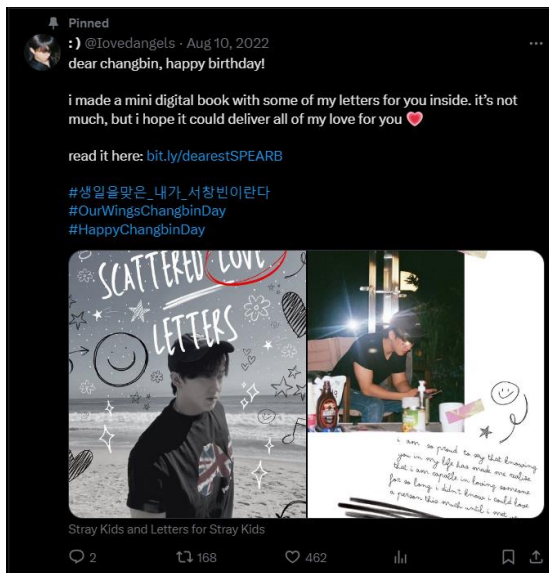 Pinned
:) @lovedangels · Aug 10, 2022
dear changbin, happy birthday!
i made a mini digital book with some of my letters for you inside. it's not
much, but i hope it could deliver all of my love for you
read it here: bit.ly/dearestSPEARB
#생일을맞은_내가_서창빈이란다
#OurWingsChangbinDay
#HappyChangbinDay
SCATTERED LOVE
LETTERS
i am so proud to say that knowing
you in my life has made me realize
that i am capable in loving someone
for so long i didn't know i could love
a person this much until i met
Stray Kids and Letters for Stray Kids
2
168
462